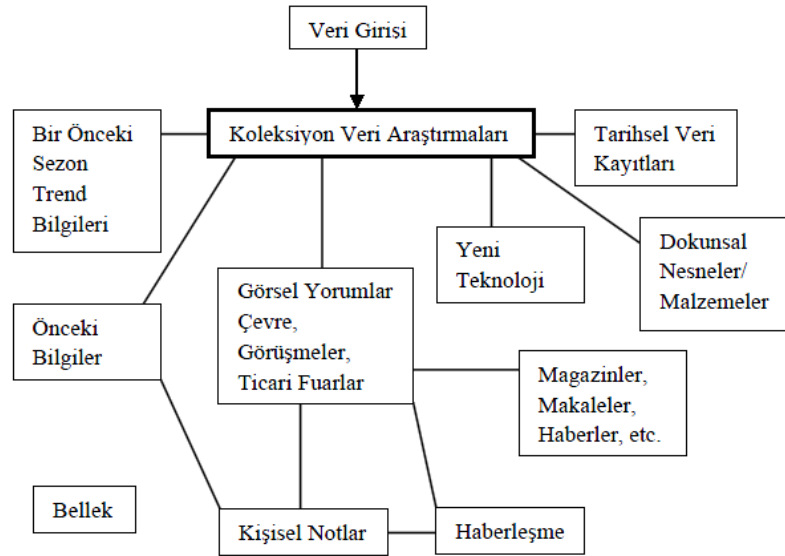 Veri Girişi
Bir Önceki
Sezon
Trend
Bilgileri
Koleksiyon Veri Araştırmaları
Tarihsel Veri
Kayıtları
Yeni
Teknoloji
Dokunsal
Nesneler/
Malzemeler
Önceki
Bilgiler
Görsel Yorumlar
Çevre,
Görüşmeler,
Ticari Fuarlar
Magazinler,
Makaleler,
Haberler, etc.
Bellek
Kişisel Notlar
Haberleşme